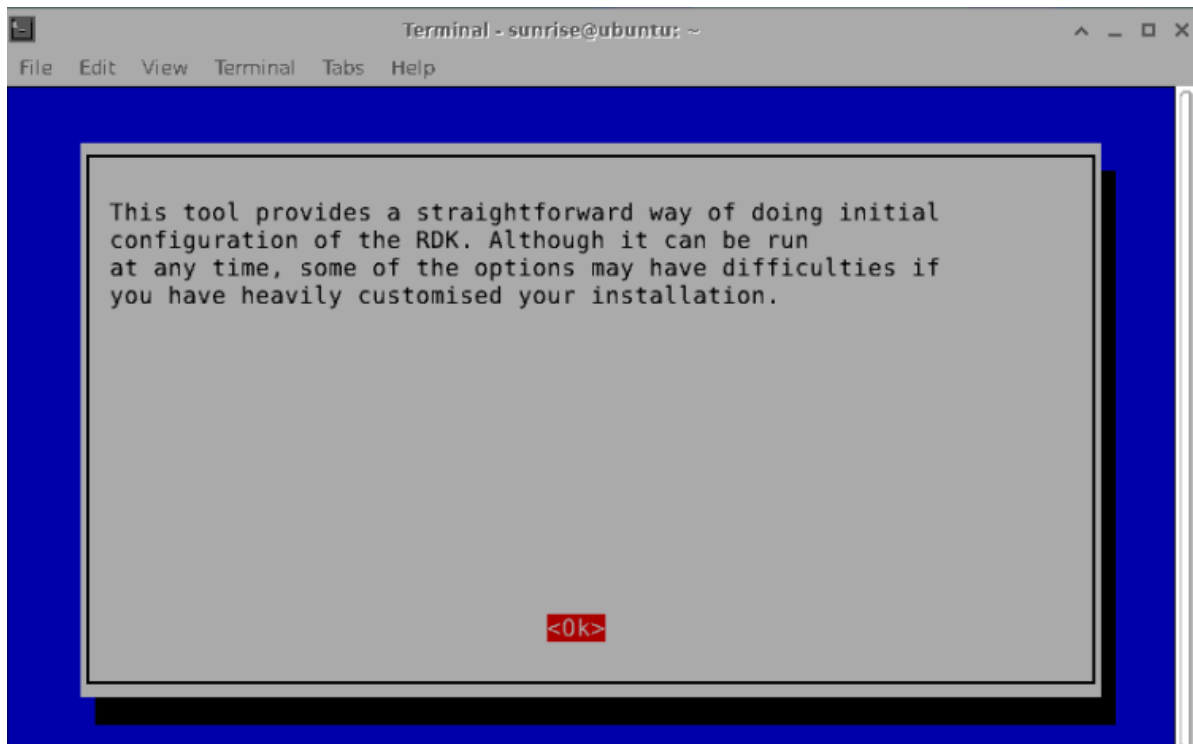 Terminal - sunrise@ubuntu: ~
File Edit View Terminal Tabs Help
This tool provides a straightforward way of doing initial
configuration of the RDK. Although it can be run
at any time, some of the options may have difficulties if
you have heavily customised your installation.
<Ok>